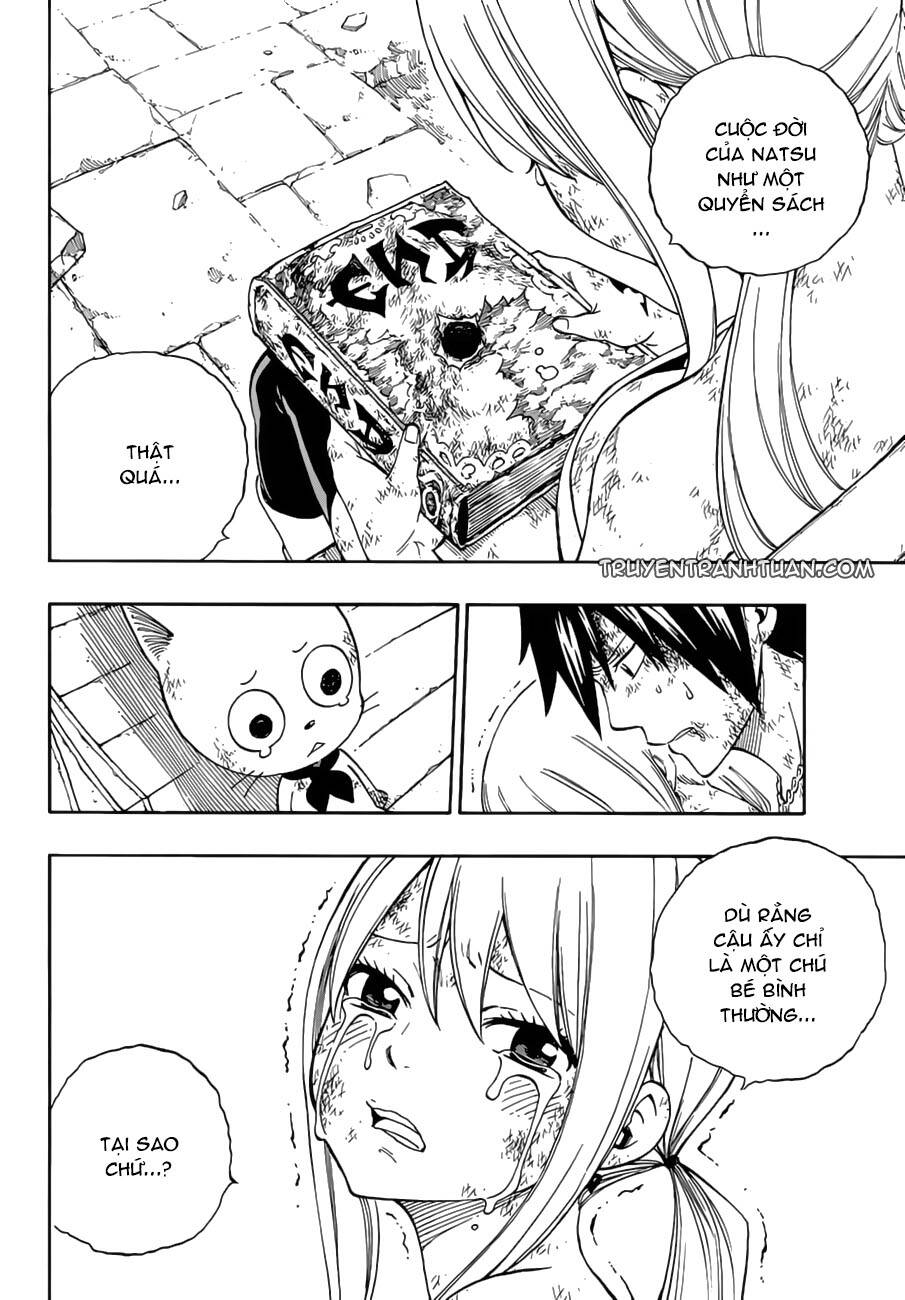 CUỘC ĐỜI
CỦA NATSU
NHƯ MỘT
QUYỂN SÁCH
...
THẬT
QUÁ...
TRUYENTRANHTUAN.COM
DÙ RẰNG
CẬU ẤY CHỈ
LÀ MỘT CHÚ
BÉ BÌNH
THƯỜNG...
TẠI SAO
CHỨ...?